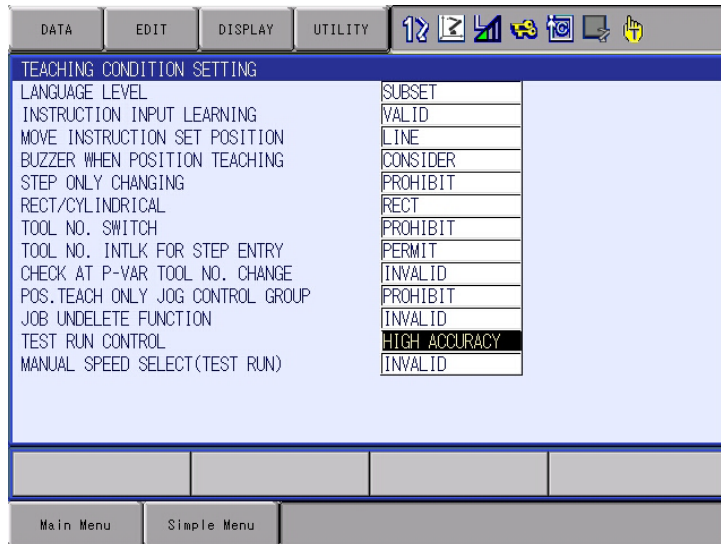 DATA EDIT DISPLAY UTILITY
TEACHING CONDITION SETTING
LANGUAGE LEVEL SUBSET
INSTRUCTION INPUT LEARNING VALID
MOVE INSTRUCTION SET POSITION LINE
BUZZER WHEN POSITION TEACHING CONSIDER
STEP ONLY CHANGING PROHIBIT
RECT/CYLINDRICAL RECT
TOOL NO. SWITCH PROHIBIT
TOOL NO. INTLK FOR STEP ENTRY PERMIT
CHECK AT P-VAR TOOL NO. CHANGE INVALID
POS.TEACH ONLY JOG CONTROL GROUP PROHIBIT
JOB UNDELETE FUNCTION INVALID
TEST RUN CONTROL HIGH ACCURACY
MANUAL SPEED SELECT(TEST RUN) INVALID
Main Menu Simple Menu